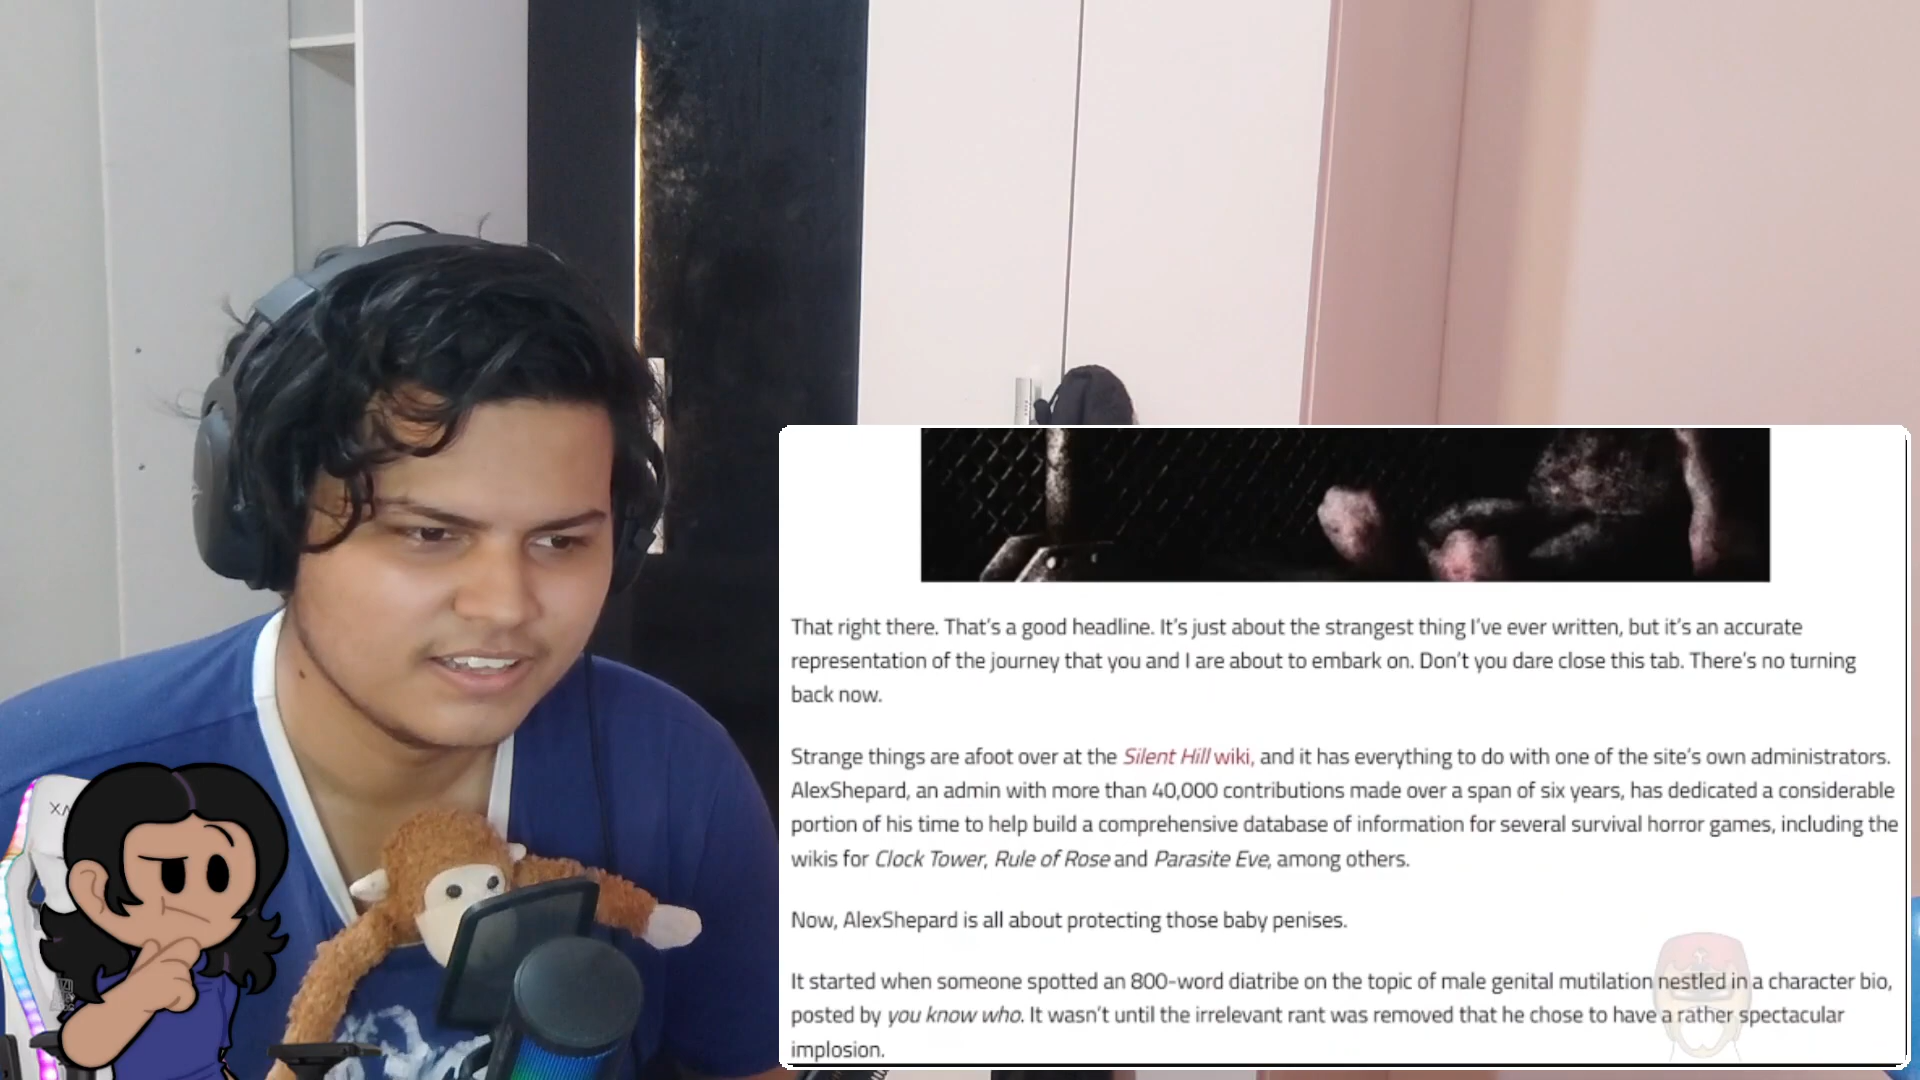 That right there. That's a good headline. It's just about the strangest thing I've ever written, but it's an accurate
representation of the journey that you and I are about to embark on. Don't you dare close this tab. There's no turning
back now.
Strange things are afoot over at the Silent Hill wiki, and it has everything to do with one of the site's own administrators.
AlexShepard, an admin with more than 40,000 contributions made over a span of six years, has dedicated a considerable
portion of his time to help build a comprehensive database of information for several survival horror games, including the
wikis for Clock Tower, Rule of Rose and Parasite Eve, among others.
Now, AlexShepard is all about protecting those baby penises.
It started when someone spotted an 800-word diatribe on the topic of male genital mutilation nestled in a character bio,
posted by you know who. It wasn't until the irrelevant rant was removed that he chose to have a rather spectacular
implosion.